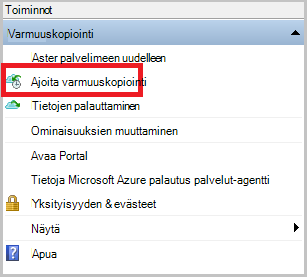 Toiminnot
Varmuuskopiointi
Aster palvelimeen uudelleen
Ajoita varmuuskopiointi
Tietojen palauttaminen
Ominaisuuksien muuttaminen
Avaa Portal
Tietoja Microsoft Azure palautus palvelut-agentti
Yksityisyyden & evästeet
Näytä
Apua